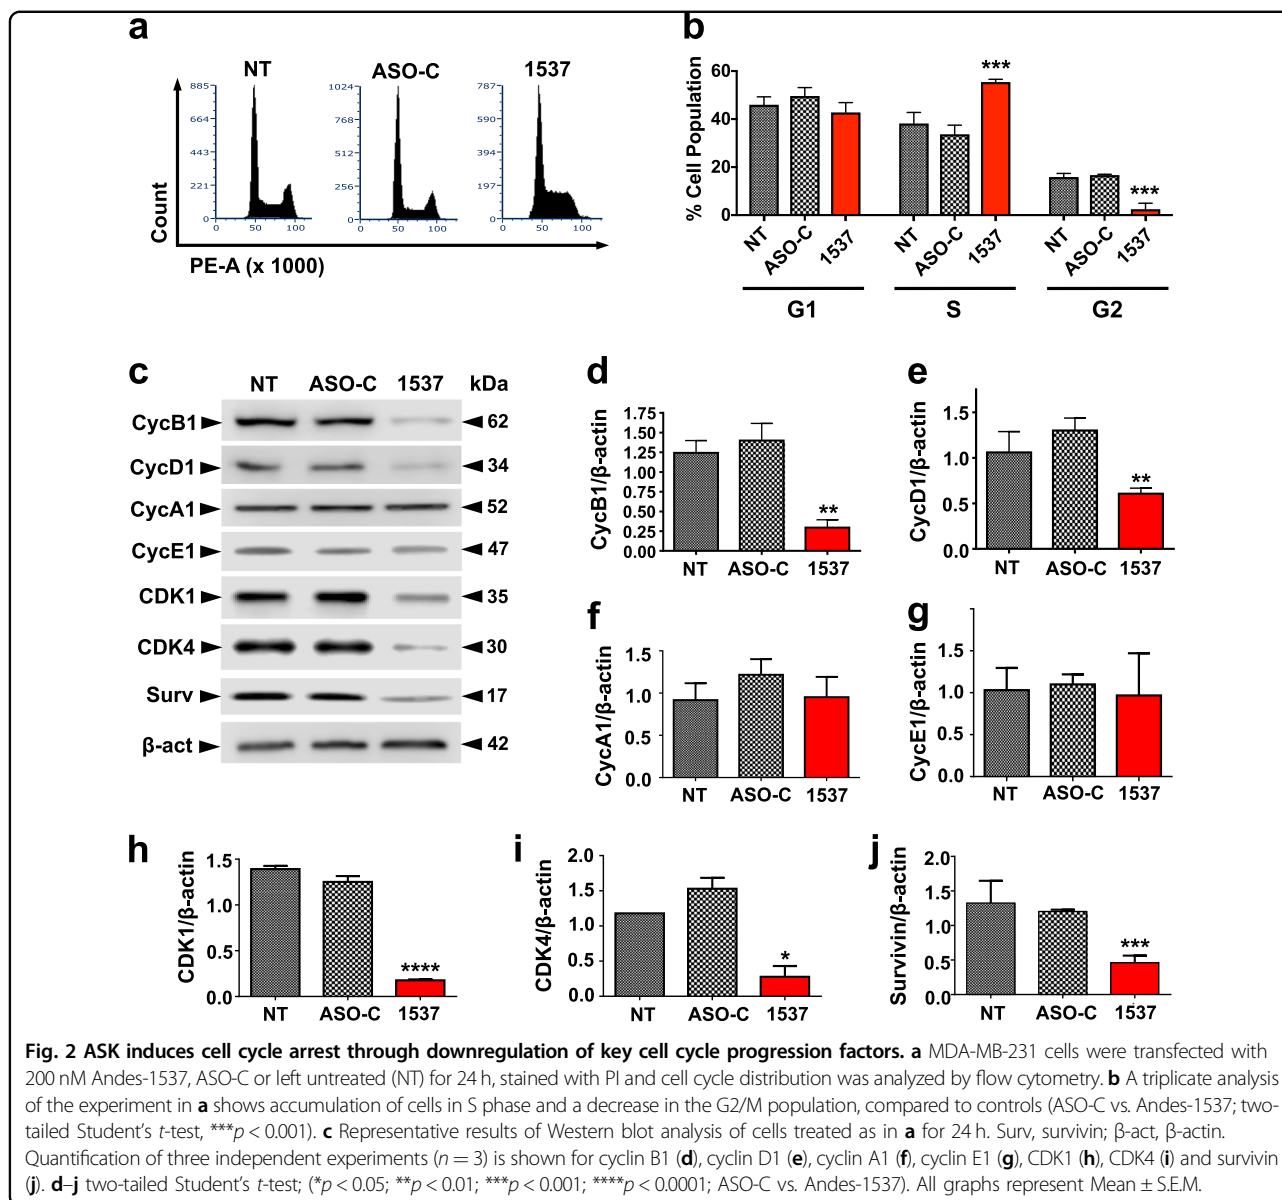 a
NT
ASO-C
1537
885
664
443
221
0
0
50
100
1024
768
512
256
0
0
50
100
787
590
394
197
0
0
50
100
Count
PE-A (x 1000)
b
% Cell Population
60
40
20
0
***
***
NT
ASO-C
1537
NT
ASO-C
1537
NT
ASO-C
1537
G1
S
G2
c
NT
ASO-C
1537
kDa
CycB1
62
CycD1
34
CycA1
52
CycE1
47
CDK1
35
CDK4
30
Surv
17
β-act
42
d
CycB1/β-actin
1.75
1.50
1.25
1.00
0.75
0.50
0.25
0.00
**
NT
ASO-C
1537
e
CycD1/β-actin
1.5
1.0
0.5
0.0
**
NT
ASO-C
1537
f
CycA1/β-actin
1.5
1.0
0.5
0.0
NT
ASO-C
1537
g
CycE1/β-actin
1.5
1.0
0.5
0.0
NT
ASO-C
1537
h
CDK1/β-actin
1.5
1.0
0.5
0.0
****
NT
ASO-C
1537
i
CDK4/β-actin
2.0
1.5
1.0
0.5
0.0
*
NT
ASO-C
1537
j
Survivin/β-actin
2.0
1.5
1.0
0.5
0.0
***
NT
ASO-C
1537
Fig. 2 ASK induces cell cycle arrest through downregulation of key cell cycle progression factors. a MDA-MB-231 cells were transfected with
200 nM Andes-1537, ASO-C or left untreated (NT) for 24 h, stained with PI and cell cycle distribution was analyzed by flow cytometry. b A triplicate analysis
of the experiment in a shows accumulation of cells in S phase and a decrease in the G2/M population, compared to controls (ASO-C vs. Andes-1537; two-
tailed Student's t-test, ***p < 0.001). c Representative results of Western blot analysis of cells treated as in a for 24 h. Surv, survivin; β-act, β-actin.
Quantification of three independent experiments (n = 3) is shown for cyclin B1 (d), cyclin D1 (e), cyclin A1 (f), cyclin E1 (g), CDK1 (h), CDK4 (i) and survivin
(j). d–j two-tailed Student's t-test; (*p < 0.05; **p < 0.01; ***p < 0.001; ****p < 0.0001; ASO-C vs. Andes-1537). All graphs represent Mean ± S.E.M.